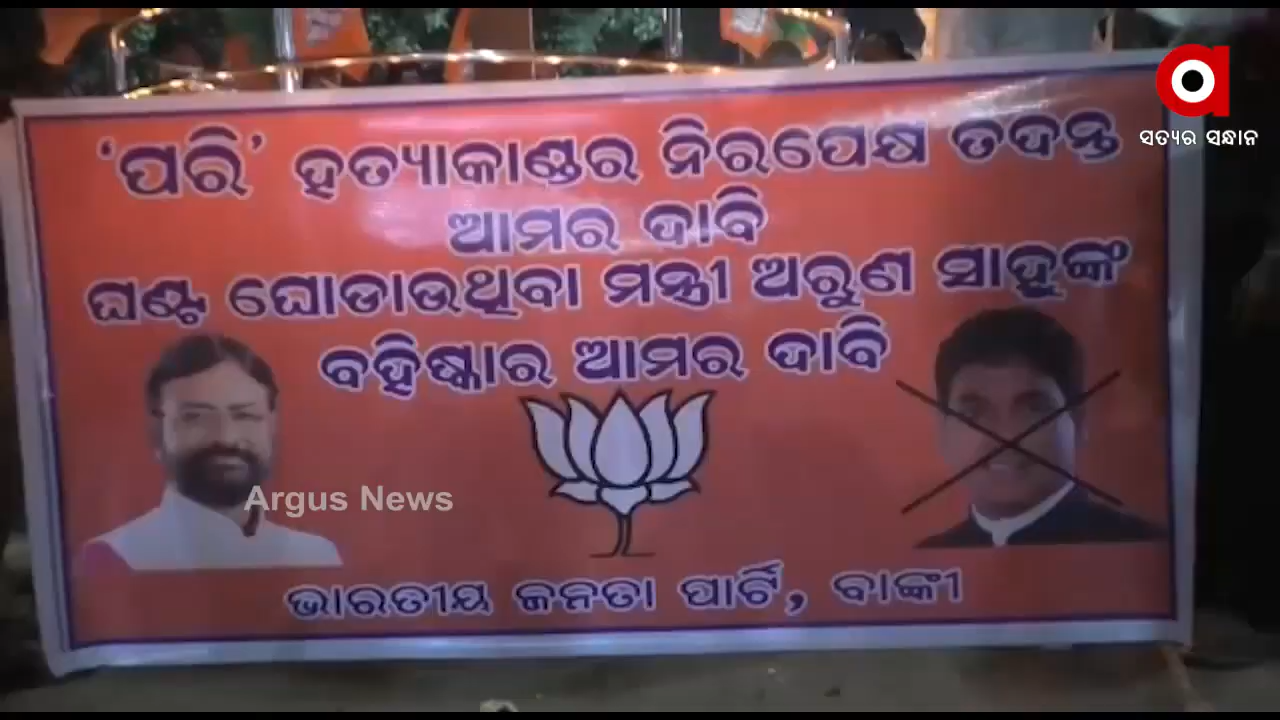 'ପରି' ହତ୍ୟାକାଣ୍ଡର ନିରପେକ୍ଷ ତଦନ୍ତ
ଆମର ଦାବି
ଘଣ୍ଟ ଘୋଡାଉଥିବା ମନ୍ତ୍ରୀ ଅରୁଣ ସାହୁଙ୍କ
ବହିଷ୍କାର ଆମର ଦାବି
ଭାରତୀୟ ଜନତା ପାର୍ଟି, ବାଙ୍କୀ
Argus News
ସତ୍ୟର ସନ୍ଧାନ